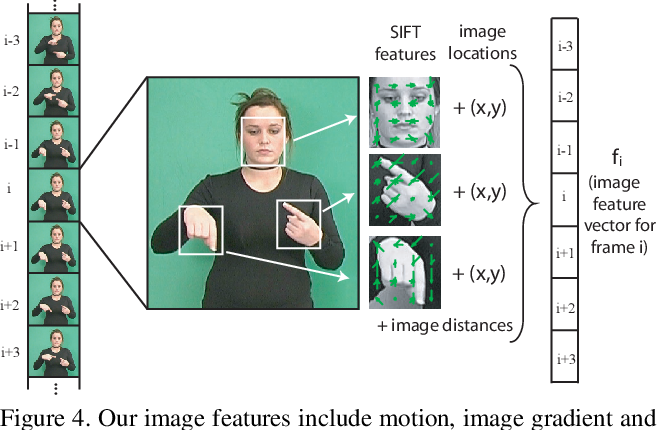 SIFT features
image locations
i-3
i-2
i-1
i
i+1
i+2
i+3
+ (x,y)
+ (x,y)
+ (x,y)
+ image distances
i-3
i-2
i-1
i
i+1
i+2
i+3
fi
(image
feature
vector for
frame i)
Figure 4. Our image features include motion, image gradient and